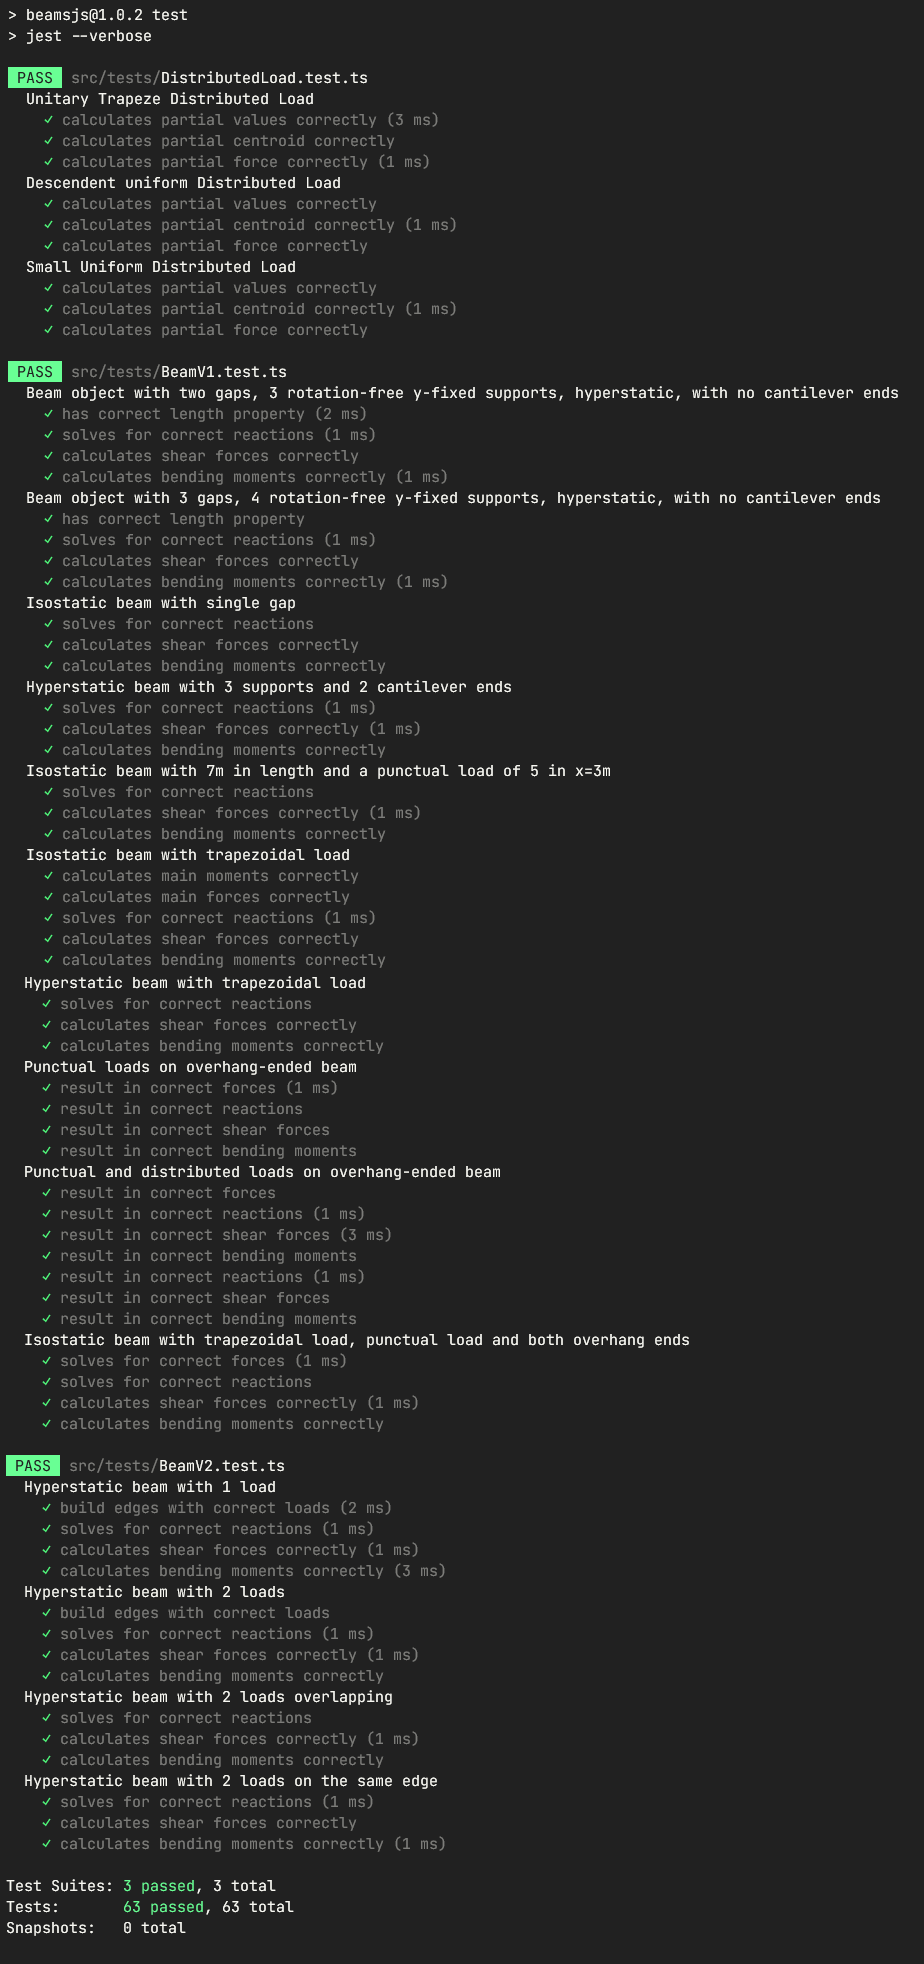 > beamsjs@1.0.2 test
> jest --verbose
PASS src/tests/DistributedLoad.test.ts
Unitary Trapeze Distributed Load
✓ calculates partial values correctly (3 ms)
✓ calculates partial centroid correctly
✓ calculates partial force correctly (1 ms)
Descendent uniform Distributed Load
✓ calculates partial values correctly
✓ calculates partial centroid correctly (1 ms)
✓ calculates partial force correctly
Small Uniform Distributed Load
✓ calculates partial values correctly
✓ calculates partial centroid correctly (1 ms)
✓ calculates partial force correctly
PASS src/tests/BeamV1.test.ts
Beam object with two gaps, 3 rotation-free y-fixed supports, hyperstatic, with no cantilever ends
✓ has correct length property (2 ms)
✓ solves for correct reactions (1 ms)
✓ calculates shear forces correctly
✓ calculates bending moments correctly (1 ms)
Beam object with 3 gaps, 4 rotation-free y-fixed supports, hyperstatic, with no cantilever ends
✓ has correct length property
✓ solves for correct reactions (1 ms)
✓ calculates shear forces correctly
✓ calculates bending moments correctly (1 ms)
Isostatic beam with single gap
✓ solves for correct reactions
✓ calculates shear forces correctly
✓ calculates bending moments correctly
Hyperstatic beam with 3 supports and 2 cantilever ends
✓ solves for correct reactions (1 ms)
✓ calculates shear forces correctly (1 ms)
✓ calculates bending moments correctly
Isostatic beam with 7m in length and a punctual load of 5 in x=3m
✓ solves for correct reactions
✓ calculates shear forces correctly (1 ms)
✓ calculates bending moments correctly
Isostatic beam with trapezoidal load
✓ calculates main moments correctly
✓ calculates main forces correctly
✓ solves for correct reactions (1 ms)
✓ calculates shear forces correctly
✓ calculates bending moments correctly
Hyperstatic beam with trapezoidal load
✓ solves for correct reactions
✓ calculates shear forces correctly
✓ calculates bending moments correctly
Punctual loads on overhang-ended beam
✓ result in correct forces (1 ms)
✓ result in correct reactions
✓ result in correct shear forces
✓ result in correct bending moments
Punctual and distributed loads on overhang-ended beam
✓ result in correct forces
✓ result in correct reactions (1 ms)
✓ result in correct shear forces (3 ms)
✓ result in correct bending moments
✓ result in correct reactions (1 ms)
✓ result in correct shear forces
✓ result in correct bending moments
Isostatic beam with trapezoidal load, punctual load and both overhang ends
✓ solves for correct forces (1 ms)
✓ solves for correct reactions
✓ calculates shear forces correctly (1 ms)
✓ calculates bending moments correctly
PASS src/tests/BeamV2.test.ts
Hyperstatic beam with 1 load
✓ build edges with correct loads (2 ms)
✓ solves for correct reactions (1 ms)
✓ calculates shear forces correctly (1 ms)
✓ calculates bending moments correctly (3 ms)
Hyperstatic beam with 2 loads
✓ build edges with correct loads
✓ solves for correct reactions (1 ms)
✓ calculates shear forces correctly (1 ms)
✓ calculates bending moments correctly
Hyperstatic beam with 2 loads overlapping
✓ solves for correct reactions
✓ calculates shear forces correctly (1 ms)
✓ calculates bending moments correctly
Hyperstatic beam with 2 loads on the same edge
✓ solves for correct reactions (1 ms)
✓ calculates shear forces correctly
✓ calculates bending moments correctly (1 ms)
Test Suites: 3 passed, 3 total
Tests: 63 passed, 63 total
Snapshots: 0 total